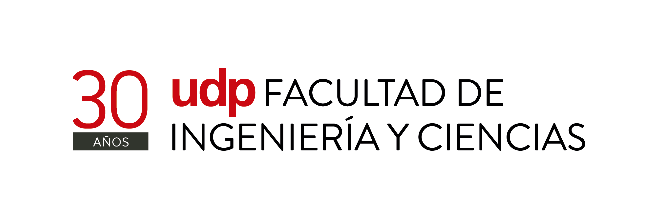 30
AÑOS
udp FACULTAD DE
INGENIERÍA Y CIENCIAS